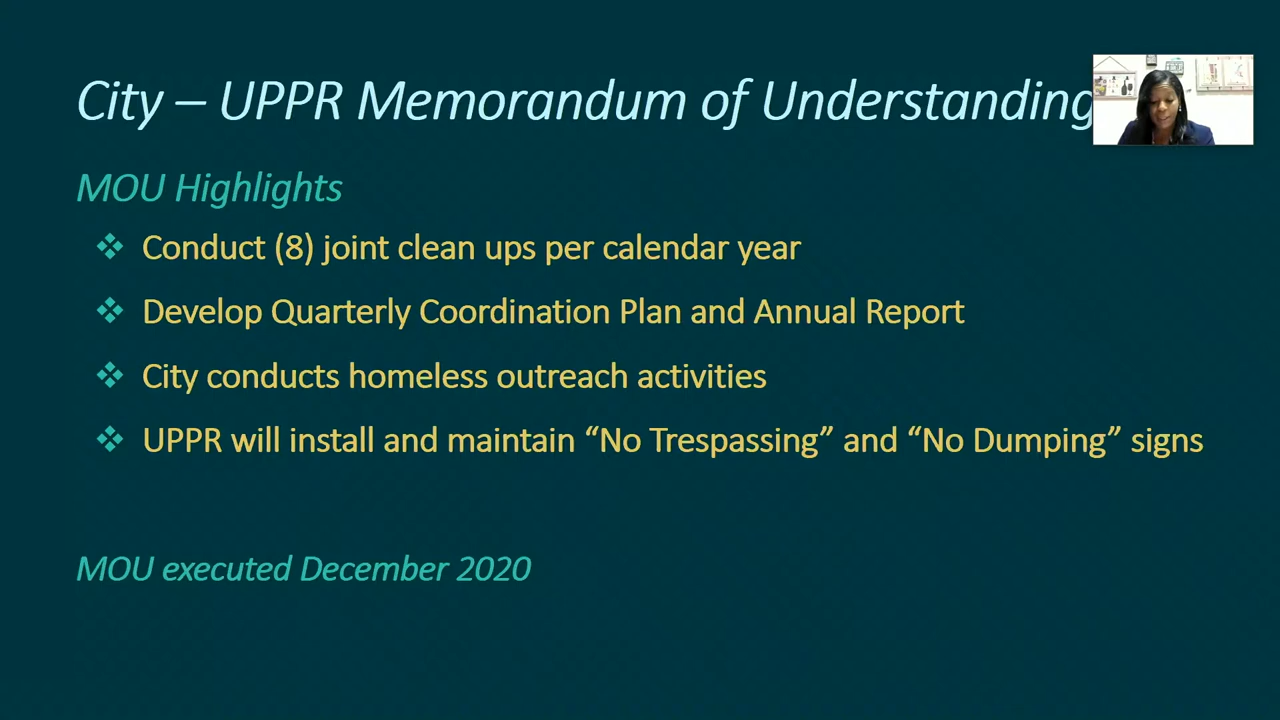 City – UPPR Memorandum of Understanding
MOU Highlights
❖ Conduct (8) joint clean ups per calendar year
❖ Develop Quarterly Coordination Plan and Annual Report
❖ City conducts homeless outreach activities
❖ UPPR will install and maintain “No Trespassing” and “No Dumping” signs
MOU executed December 2020